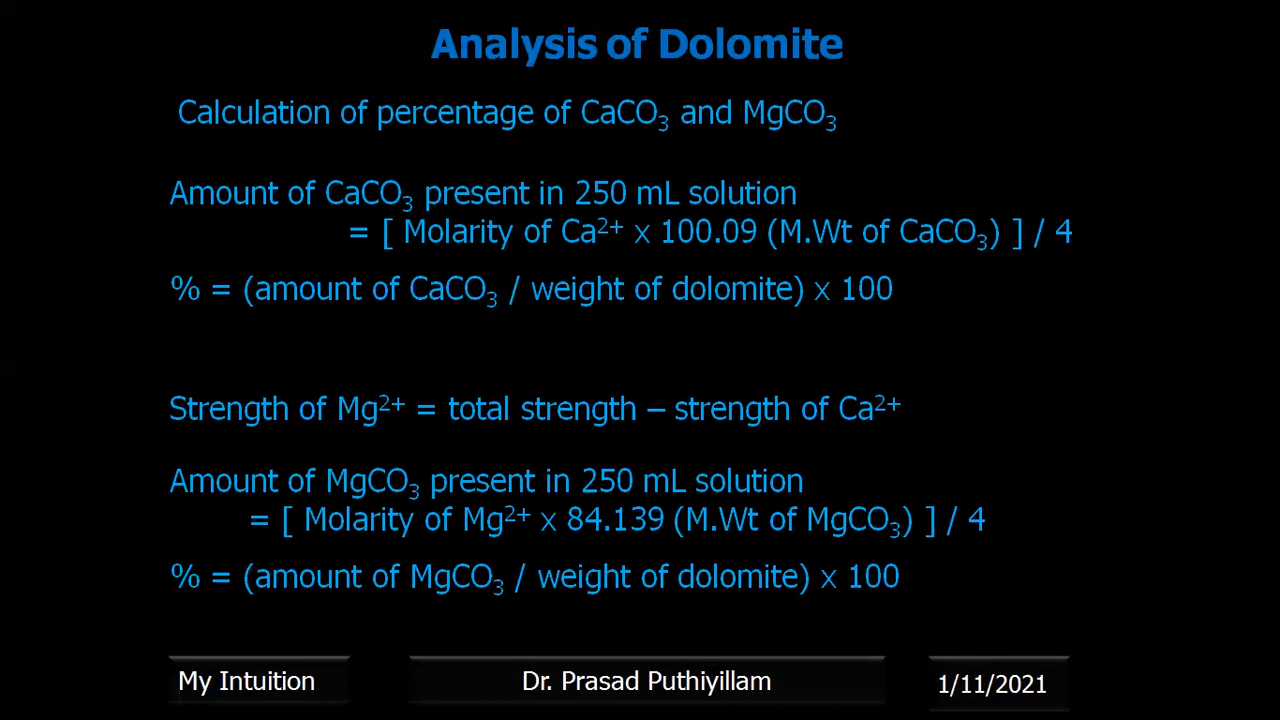 Analysis of Dolomite
Calculation of percentage of CaCO₃ and MgCO₃
Amount of CaCO₃ present in 250 mL solution
= [ Molarity of Ca²⁺ x 100.09 (M.Wt of CaCO₃) ] / 4
% = (amount of CaCO₃ / weight of dolomite) x 100
Strength of Mg²⁺ = total strength – strength of Ca²⁺
Amount of MgCO₃ present in 250 mL solution
= [ Molarity of Mg²⁺ x 84.139 (M.Wt of MgCO₃) ] / 4
% = (amount of MgCO₃ / weight of dolomite) x 100
My Intuition
Dr. Prasad Puthiyillam
1/11/2021